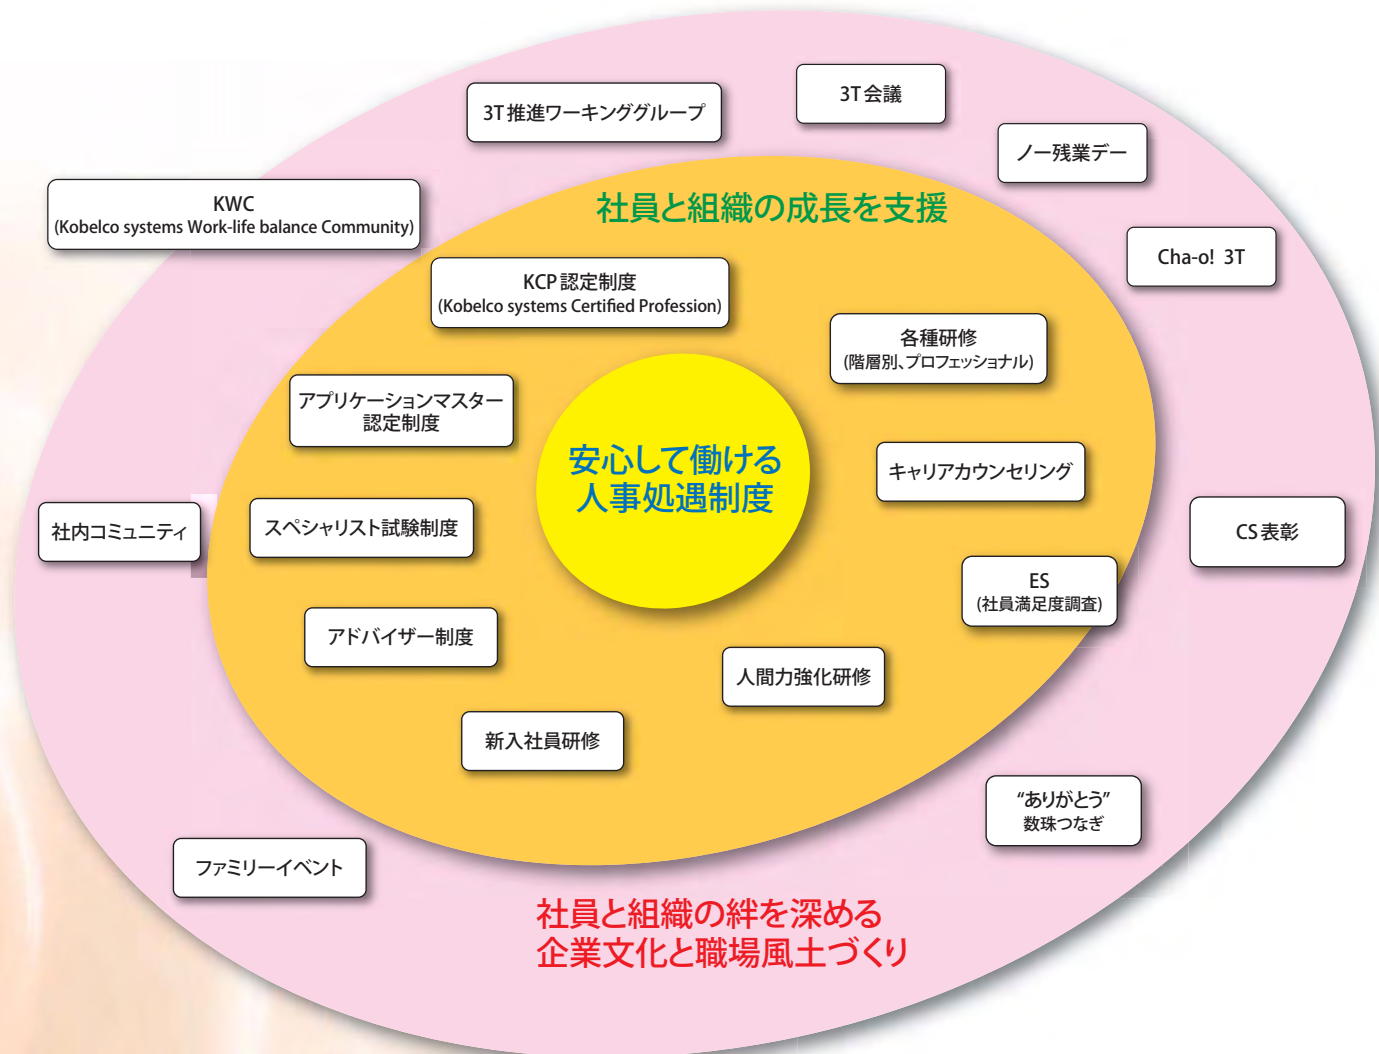 3T推進ワーキンググループ
3T会議
ノー残業デー
KWC
(Kobelco systems Work-life balance Community)
社員と組織の成長を支援
Cha-o! 3T
KCP認定制度
(Kobelco systems Certified Profession)
各種研修
(階層別、プロフェッショナル)
アプリケーションマスター
認定制度
安心して働ける
人事処遇制度
キャリアカウンセリング
社内コミュニティ
スペシャリスト試験制度
CS表彰
ES
(社員満足度調査)
アドバイザー制度
人間力強化研修
新入社員研修
“ありがとう”
数珠つなぎ
ファミリーイベント
社員と組織の絆を深める
企業文化と職場風土づくり